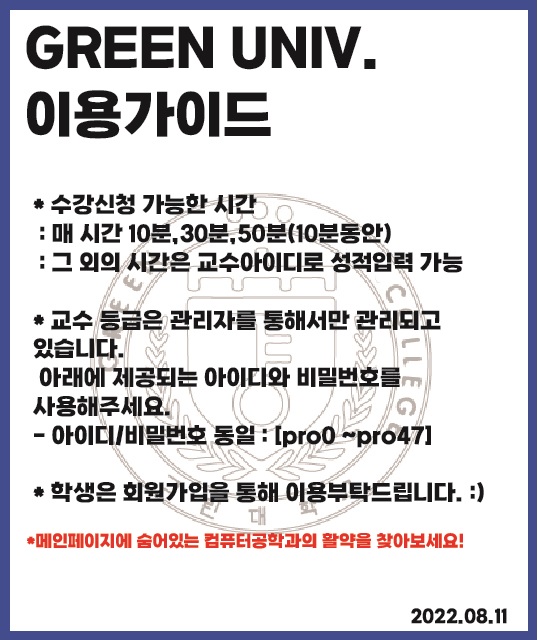 GREEN UNIV.
이용가이드
* 수강신청 가능한 시간
: 매 시간 10분,30분,50분(10분동안)
: 그 외의 시간은 교수아이디로 성적입력 가능
* 교수 등급은 관리자를 통해서만 관리되고
있습니다.
아래에 제공되는 아이디와 비밀번호를
사용해주세요.
- 아이디/비밀번호 동일 : [pro0 ~pro47]
* 학생은 회원가입을 통해 이용부탁드립니다. :)
*메인페이지에 숨어있는 컴퓨터공학과의 활약을 찾아보세요!
2022.08.11